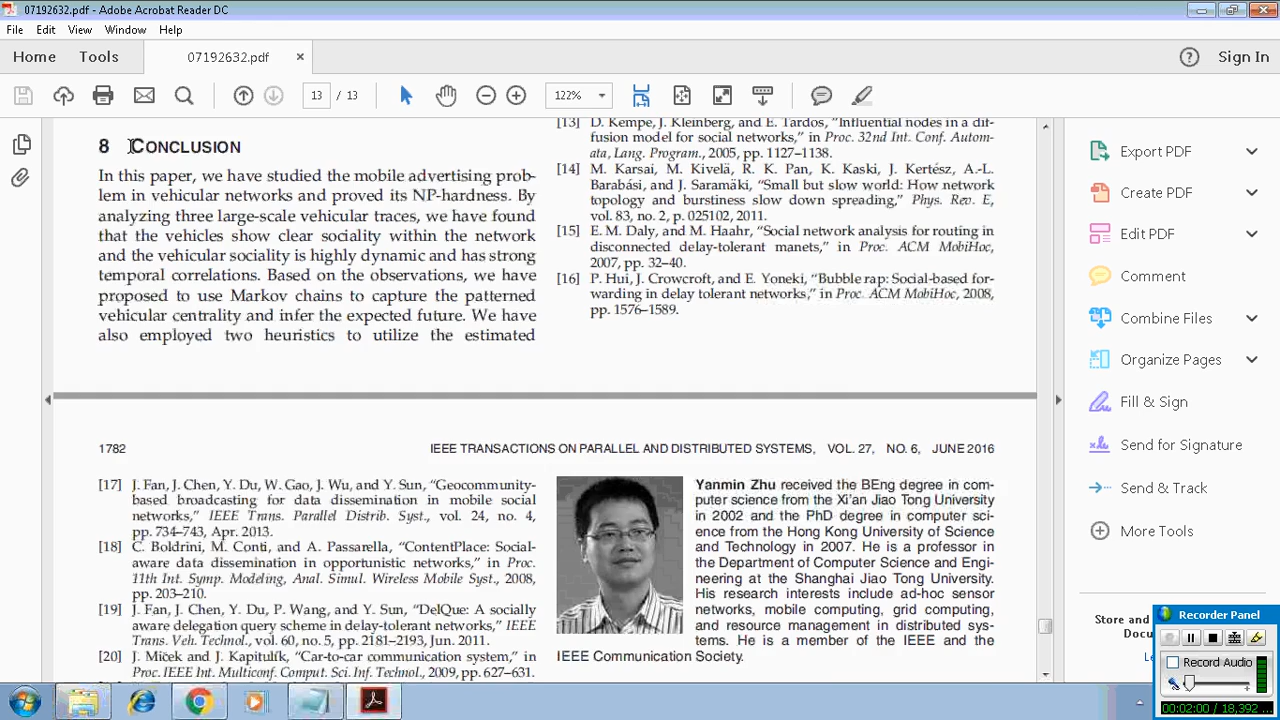 07192632.pdf - Adobe Acrobat Reader DC
File Edit View Window Help
Home Tools 07192632.pdf × Sign In
13 / 13 122%
8 CONCLUSION
In this paper, we have studied the mobile advertising prob-
lem in vehicular networks and proved its NP-hardness. By
analyzing three large-scale vehicular traces, we have found
that the vehicles show clear sociality within the network
and the vehicular sociality is highly dynamic and has strong
temporal correlations. Based on the observations, we have
proposed to use Markov chains to capture the patterned
vehicular centrality and infer the expected future. We have
also employed two heuristics to utilize the estimated
[13] D. Kempe, J. Kleinberg, and E. Tardos, “Influential nodes in a dif-
fusion model for social networks,” in Proc. 32nd Int. Conf. Autom-
ata, Lang. Program., 2005, pp. 1127–1138.
[14] M. Karsai, M. Kivelä, R. K. Pan, K. Kaski, J. Kertész, A.-L.
Barabási, and J. Saramäki, “Small but slow world: How network
topology and burstiness slow down spreading,” Phys. Rev. E,
vol. 83, no. 2, p. 025102, 2011.
[15] E. M. Daly, and M. Haahr, “Social network analysis for routing in
disconnected delay-tolerant manets,” in Proc. ACM MobiHoc,
2007, pp. 32–40.
[16] P. Hui, J. Crowcroft, and E. Yoneki, “Bubble rap: Social-based for-
warding in delay tolerant networks,” in Proc. ACM MobiHoc, 2008,
pp. 1576–1589.
1782 IEEE TRANSACTIONS ON PARALLEL AND DISTRIBUTED SYSTEMS, VOL. 27, NO. 6, JUNE 2016
[17] J. Fan, J. Chen, Y. Du, W. Gao, J. Wu, and Y. Sun, “Geocommunity-
based broadcasting for data dissemination in mobile social
networks,” IEEE Trans. Parallel Distrib. Syst., vol. 24, no. 4,
pp. 734–743, Apr. 2013.
[18] C. Boldrini, M. Conti, and A. Passarella, “ContentPlace: Social-
aware data dissemination in opportunistic networks,” in Proc.
11th Int. Symp. Modeling, Anal. Simul. Wireless Mobile Syst., 2008,
pp. 203–210.
[19] J. Fan, J. Chen, Y. Du, P. Wang, and Y. Sun, “DelQue: A socially
aware delegation query scheme in delay-tolerant networks,” IEEE
Trans. Veh. Technol., vol. 60, no. 5, pp. 2181–2193, Jun. 2011.
[20] J. Miček and J. Kapitulík, “Car-to-car communication system,” in
Proc. IEEE Int. Multiconf. Comput. Sci. Inf. Technol., 2009, pp. 627–631.
Yanmin Zhu received the BEng degree in com-
puter science from the Xi'an Jiao Tong University
in 2002 and the PhD degree in computer sci-
ence from the Hong Kong University of Science
and Technology in 2007. He is a professor in
the Department of Computer Science and Engi-
neering at the Shanghai Jiao Tong University.
His research interests include ad-hoc sensor
networks, mobile computing, grid computing,
and resource management in distributed sys-
tems. He is a member of the IEEE and the
IEEE Communication Society.
Export PDF
Create PDF
Edit PDF
Comment
Combine Files
Organize Pages
Fill & Sign
Send for Signature
Send & Track
More Tools
Store and
Docu
Le
Recorder Panel
Record Audio
00:02:00 / 18,392 ...